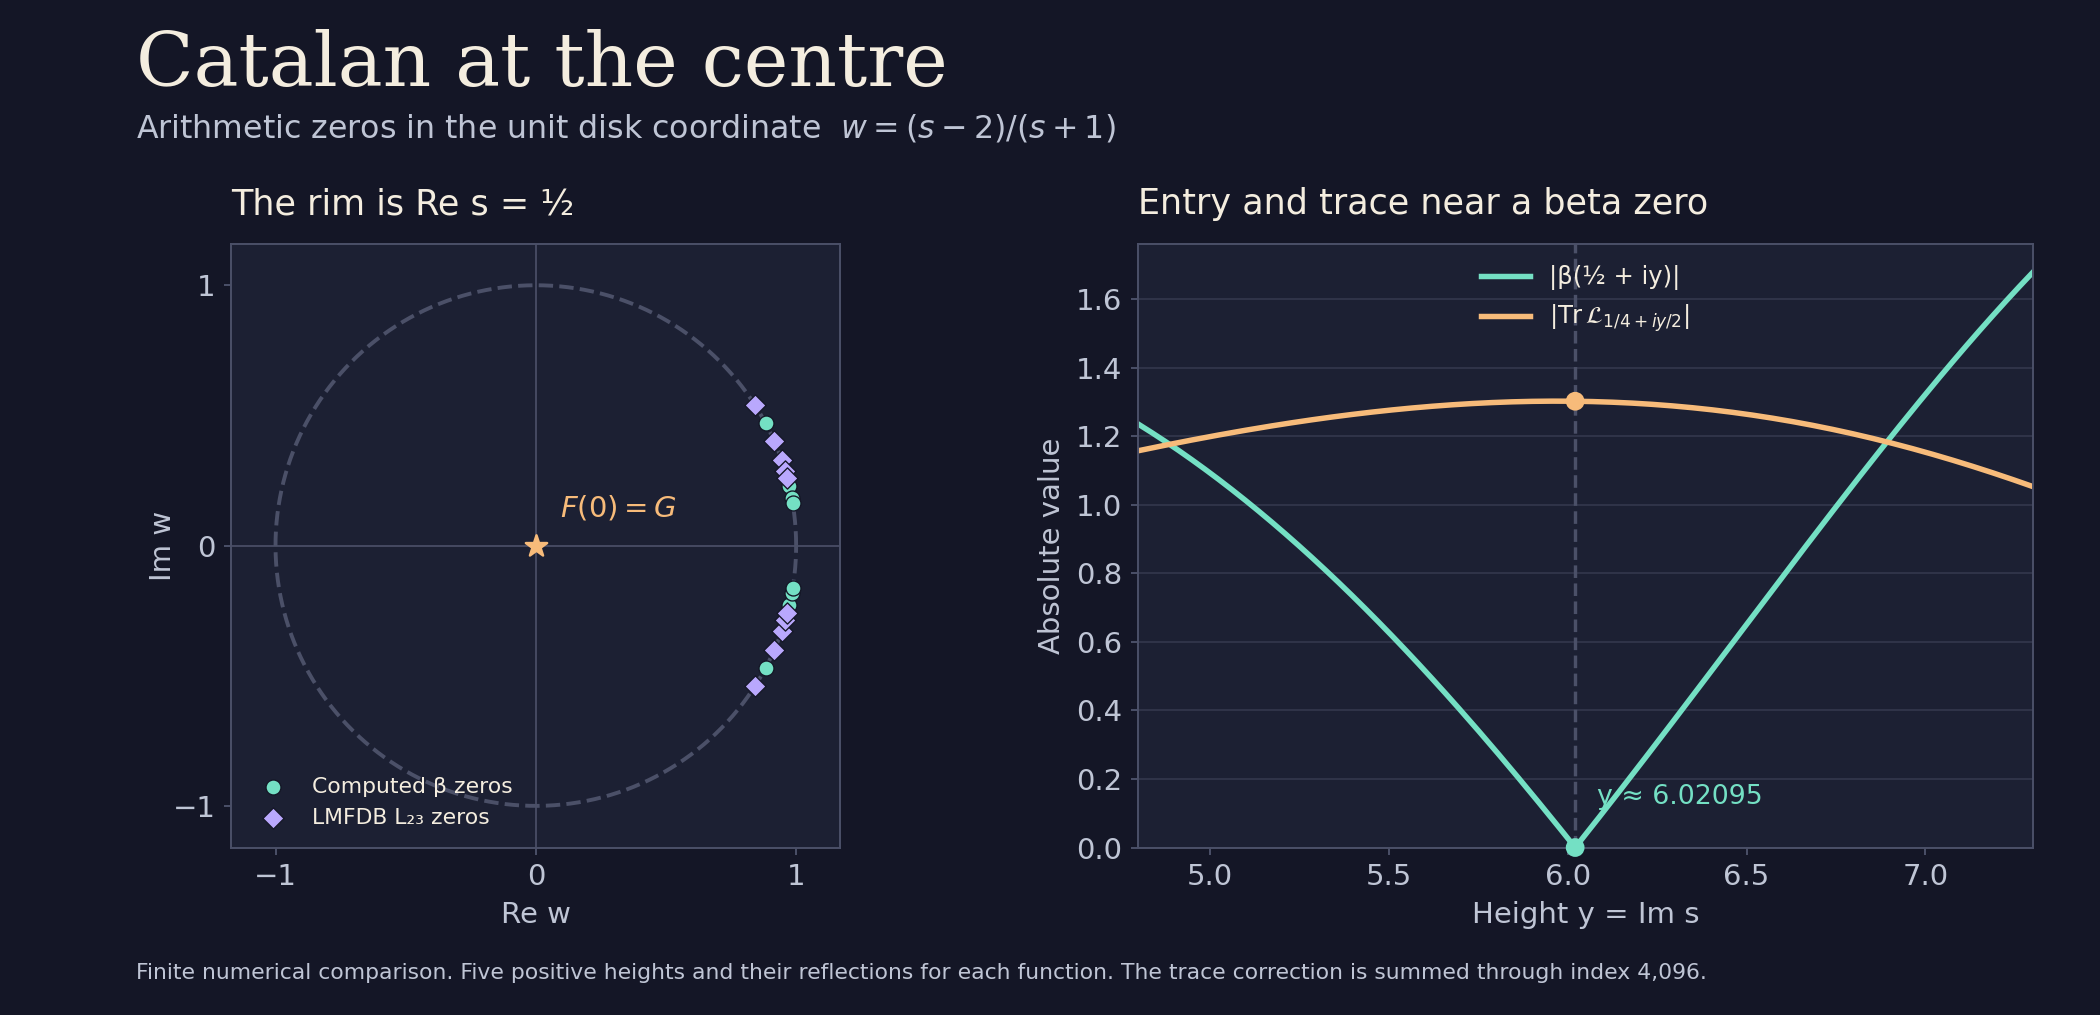 Catalan at the centre
Arithmetic zeros in the unit disk coordinate w = (s − 2)/(s + 1)
The rim is Re s = ½
1
0
−1
Im w
F(0) = G
Computed β zeros
LMFDB L₂₃ zeros
−1 0 1
Re w
Entry and trace near a beta zero
|β(½ + iy)|
|Tr ℒ_{1/4 + iy/2}|
1.6
1.4
1.2
1.0
0.8
0.6
0.4
0.2
0.0
Absolute value
y ≈ 6.02095
5.0 5.5 6.0 6.5 7.0
Height y = Im s
Finite numerical comparison. Five positive heights and their reflections for each function. The trace correction is summed through index 4,096.